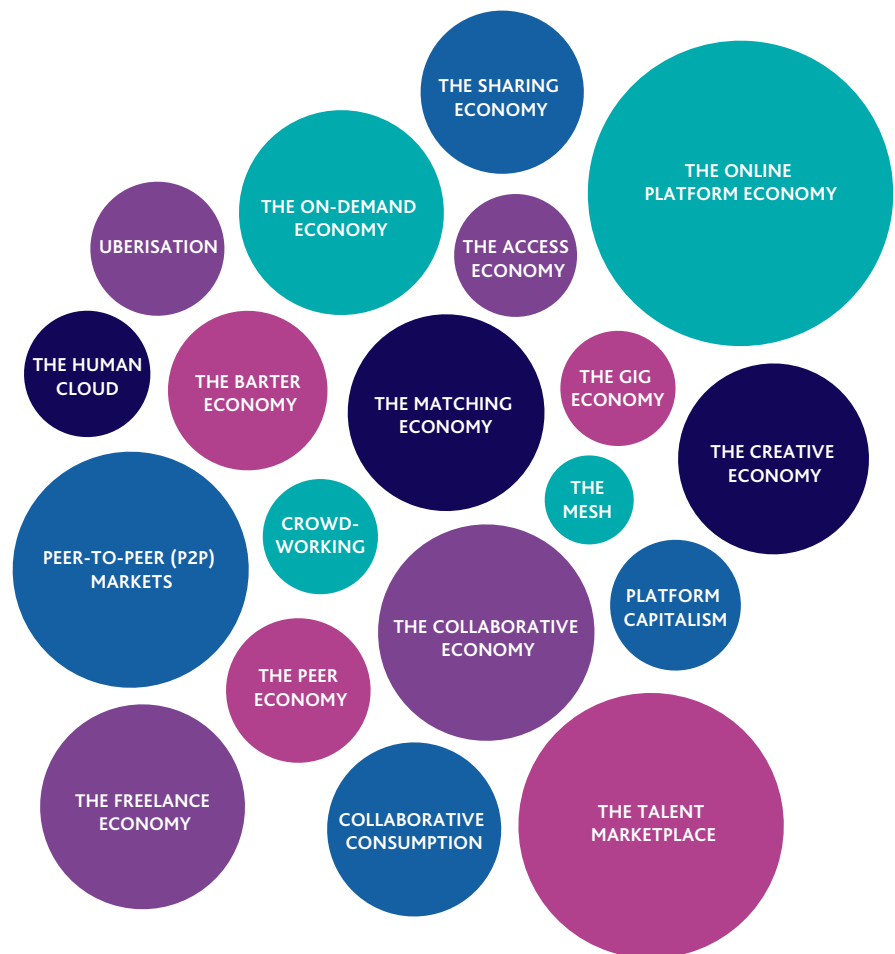 THE SHARING
ECONOMY
THE ONLINE
PLATFORM ECONOMY
THE ON-DEMAND
ECONOMY
UBERISATION
THE ACCESS
ECONOMY
THE HUMAN
CLOUD
THE BARTER
ECONOMY
THE MATCHING
ECONOMY
THE GIG
ECONOMY
THE CREATIVE
ECONOMY
THE
MESH
CROWD-
WORKING
PEER-TO-PEER (P2P)
MARKETS
PLATFORM
CAPITALISM
THE COLLABORATIVE
ECONOMY
THE PEER
ECONOMY
THE FREELANCE
ECONOMY
COLLABORATIVE
CONSUMPTION
THE TALENT
MARKETPLACE